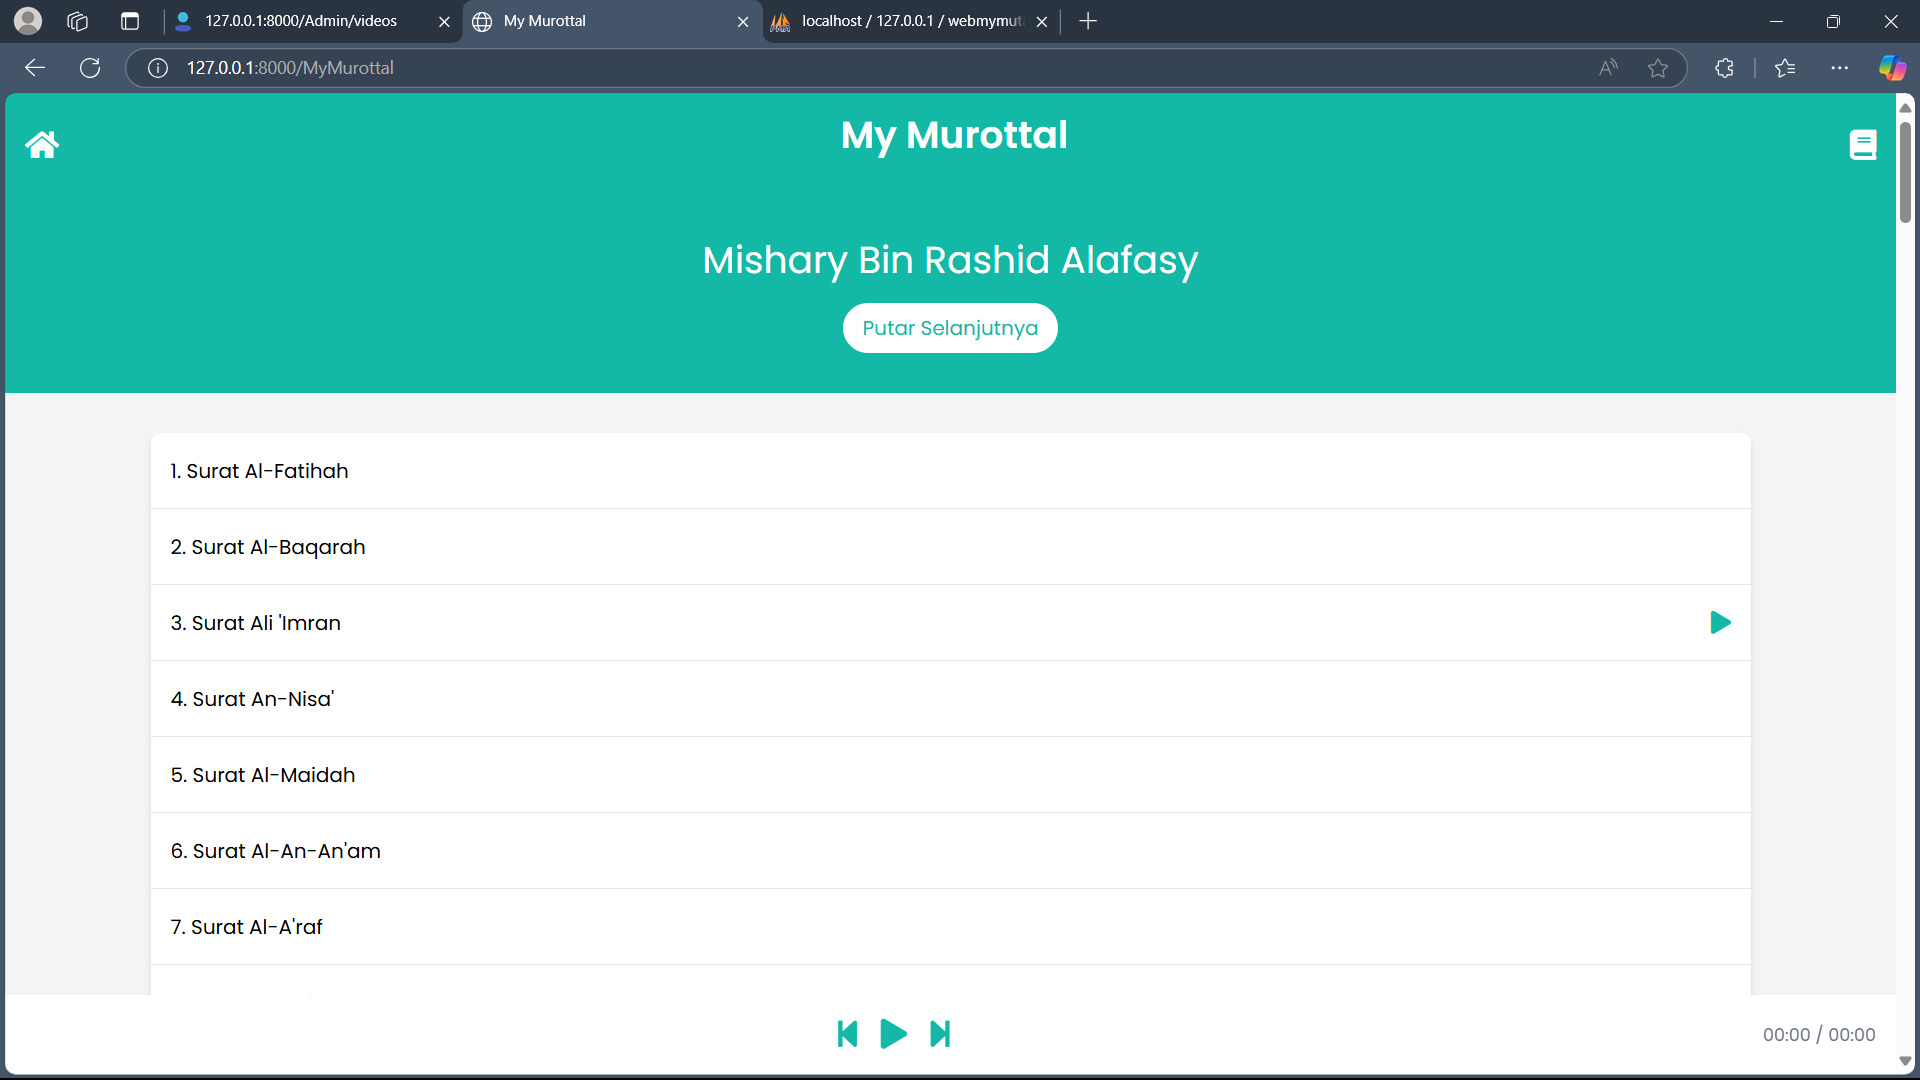 127.0.0.1:8000/Admin/videos
My Murottal
localhost / 127.0.0.1 / webmymut
127.0.0.1:8000/MyMurottal
My Murottal
Mishary Bin Rashid Alafasy
Putar Selanjutnya
1. Surat Al-Fatihah
2. Surat Al-Baqarah
3. Surat Ali 'Imran
4. Surat An-Nisa'
5. Surat Al-Maidah
6. Surat Al-An-An'am
7. Surat Al-A'raf
00:00 / 00:00